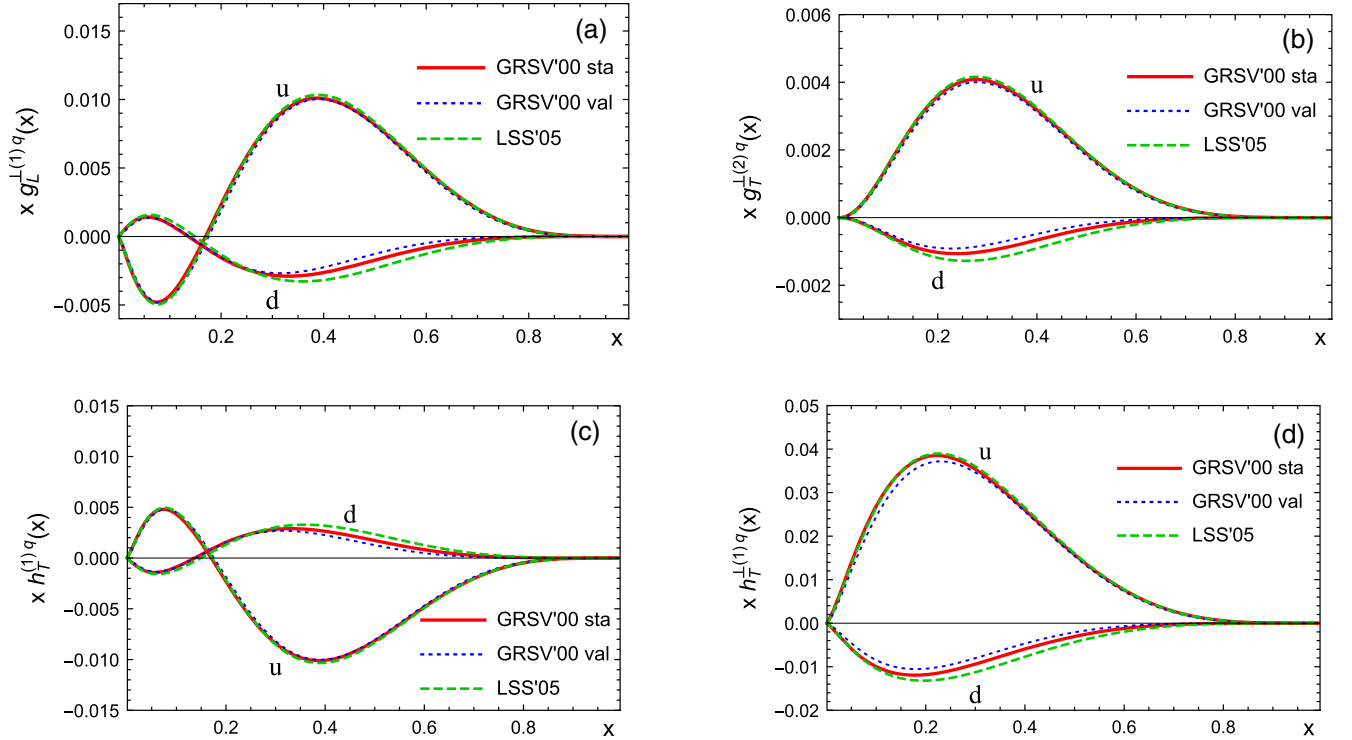 (a)
0.015
0.010
0.005
0.000
−0.005
x g_L^{⊥(1) q}(x)
GRSV'00 sta
GRSV'00 val
LSS'05
u
d
0.2 0.4 0.6 0.8 x
(b)
0.006
0.004
0.002
0.000
−0.002
x g_T^{⊥(2) q}(x)
GRSV'00 sta
GRSV'00 val
LSS'05
u
d
0.2 0.4 0.6 0.8 x
(c)
0.015
0.010
0.005
0.000
−0.005
−0.010
−0.015
x h_T^{(1) q}(x)
d
u
GRSV'00 sta
GRSV'00 val
LSS'05
0.2 0.4 0.6 0.8 x
(d)
0.05
0.04
0.03
0.02
0.01
0.00
−0.01
−0.02
x h_T^{⊥(1) q}(x)
u
GRSV'00 sta
GRSV'00 val
LSS'05
d
0.2 0.4 0.6 0.8 x